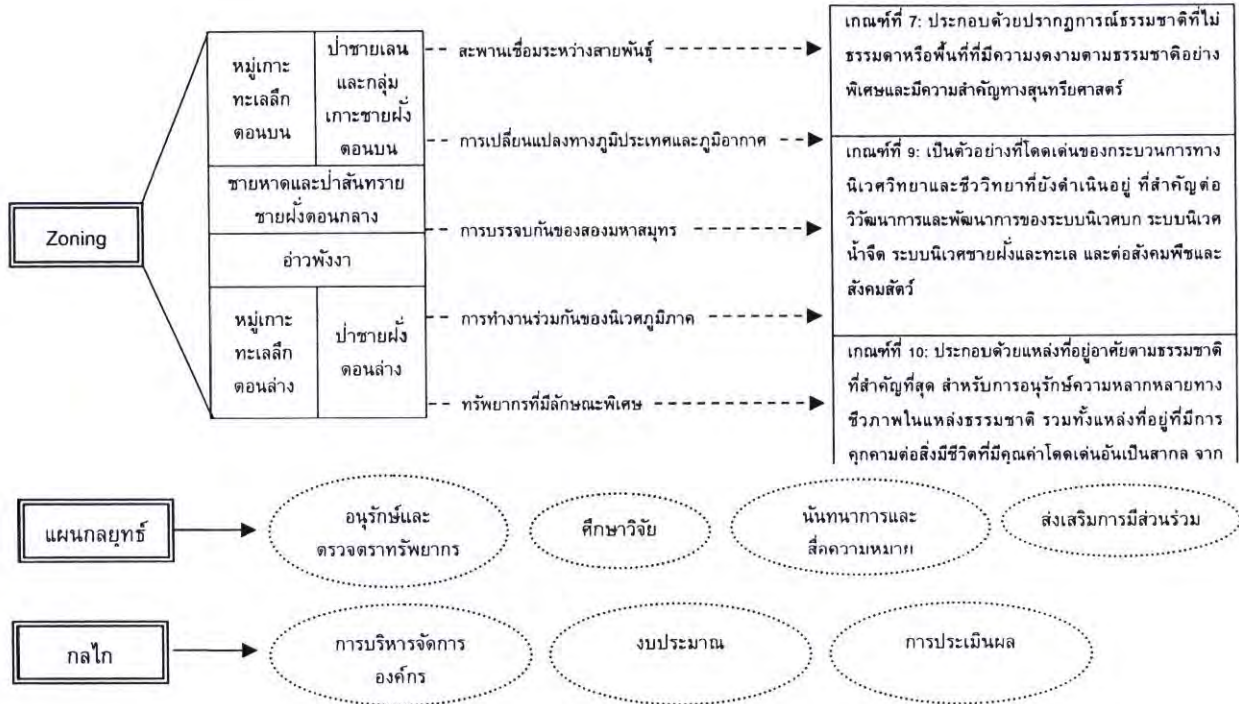 Zoning
หมู่เกาะ
ทะเลลึก
ตอนบน
ป่าชายเลน
และกลุ่ม
เกาะชายฝั่ง
ตอนบน
ชายหาดและป่าสันทราย
ชายฝั่งตอนกลาง
อ่าวพังงา
หมู่เกาะ
ทะเลลึก
ตอนล่าง
ป่าชายฝั่ง
ตอนล่าง
สะพานเชื่อมระหว่างสายพันธุ์
การเปลี่ยนแปลงทางภูมิประเทศและภูมิอากาศ
การบรรจบกันของสองมหาสมุทร
การทำงานร่วมกันของนิเวศภูมิภาค
ทรัพยากรที่มีลักษณะพิเศษ
เกณฑ์ที่ 7: ประกอบด้วยปรากฏการณ์ธรรมชาติที่ไม่
ธรรมดาหรือพื้นที่ที่มีความงดงามตามธรรมชาติอย่าง
พิเศษและมีความสำคัญทางสุนทรียศาสตร์
เกณฑ์ที่ 9: เป็นตัวอย่างที่โดดเด่นของกระบวนการทาง
นิเวศวิทยาและชีววิทยาที่ยังดำเนินอยู่ ที่สำคัญต่อ
วิวัฒนาการและพัฒนาการของระบบนิเวศบก ระบบนิเวศ
น้ำจืด ระบบนิเวศชายฝั่งและทะเล และต่อสังคมพืชและ
สังคมสัตว์
เกณฑ์ที่ 10: ประกอบด้วยแหล่งที่อยู่อาศัยตามธรรมชาติ
ที่สำคัญที่สุด สำหรับการอนุรักษ์ความหลากหลายทาง
ชีวภาพในแหล่งธรรมชาติ รวมทั้งแหล่งที่อยู่ที่มีการ
คุกคามต่อสิ่งมีชีวิตที่มีคุณค่าโดดเด่นอันเป็นสากล จาก
แผนกลยุทธ์
อนุรักษ์และ
ตรวจตราทรัพยากร
ศึกษาวิจัย
นันทนาการและ
สื่อความหมาย
ส่งเสริมการมีส่วนร่วม
กลไก
การบริหารจัดการ
องค์กร
งบประมาณ
การประเมินผล